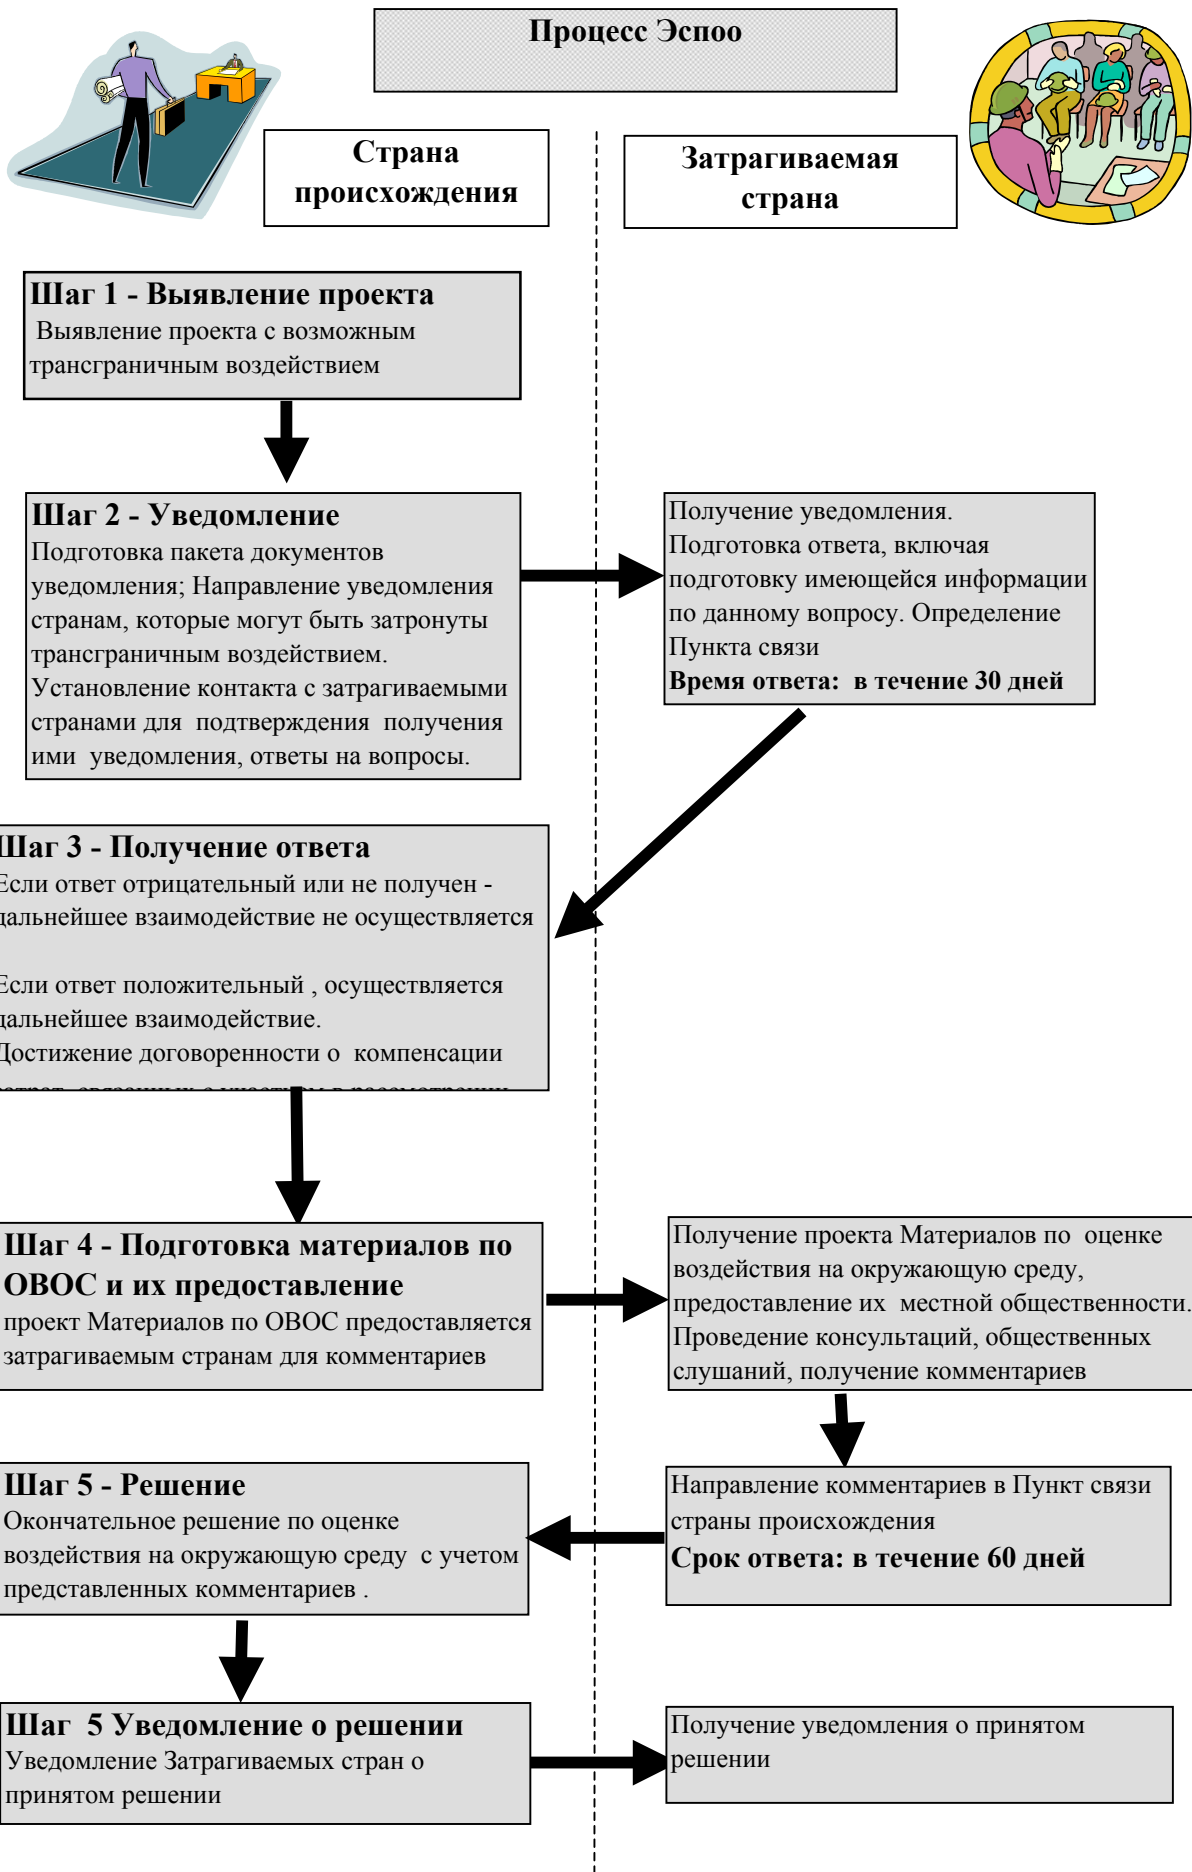 Процесс Эспоо
Страна
происхождения
Затрагиваемая
страна
Шаг 1 - Выявление проекта
Выявление проекта с возможным
трансграничным воздействием
Шаг 2 - Уведомление
Подготовка пакета документов
уведомления; Направление уведомления
странам, которые могут быть затронуты
трансграничным воздействием.
Установление контакта с затрагиваемыми
странами для подтверждения получения
ими уведомления, ответы на вопросы.
Получение уведомления.
Подготовка ответа, включая
подготовку имеющейся информации
по данному вопросу. Определение
Пункта связи
Время ответа: в течение 30 дней
Шаг 3 - Получение ответа
Если ответ отрицательный или не получен -
дальнейшее взаимодействие не осуществляется
Если ответ положительный , осуществляется
дальнейшее взаимодействие.
Достижение договоренности о компенсации
Шаг 4 - Подготовка материалов по
ОВОС и их предоставление
проект Материалов по ОВОС предоставляется
затрагиваемым странам для комментариев
Получение проекта Материалов по оценке
воздействия на окружающую среду,
предоставление их местной общественности.
Проведение консультаций, общественных
слушаний, получение комментариев
Шаг 5 - Решение
Окончательное решение по оценке
воздействия на окружающую среду с учетом
представленных комментариев .
Направление комментариев в Пункт связи
страны происхождения
Срок ответа: в течение 60 дней
Шаг 5 Уведомление о решении
Уведомление Затрагиваемых стран о
принятом решении
Получение уведомления о принятом
решении